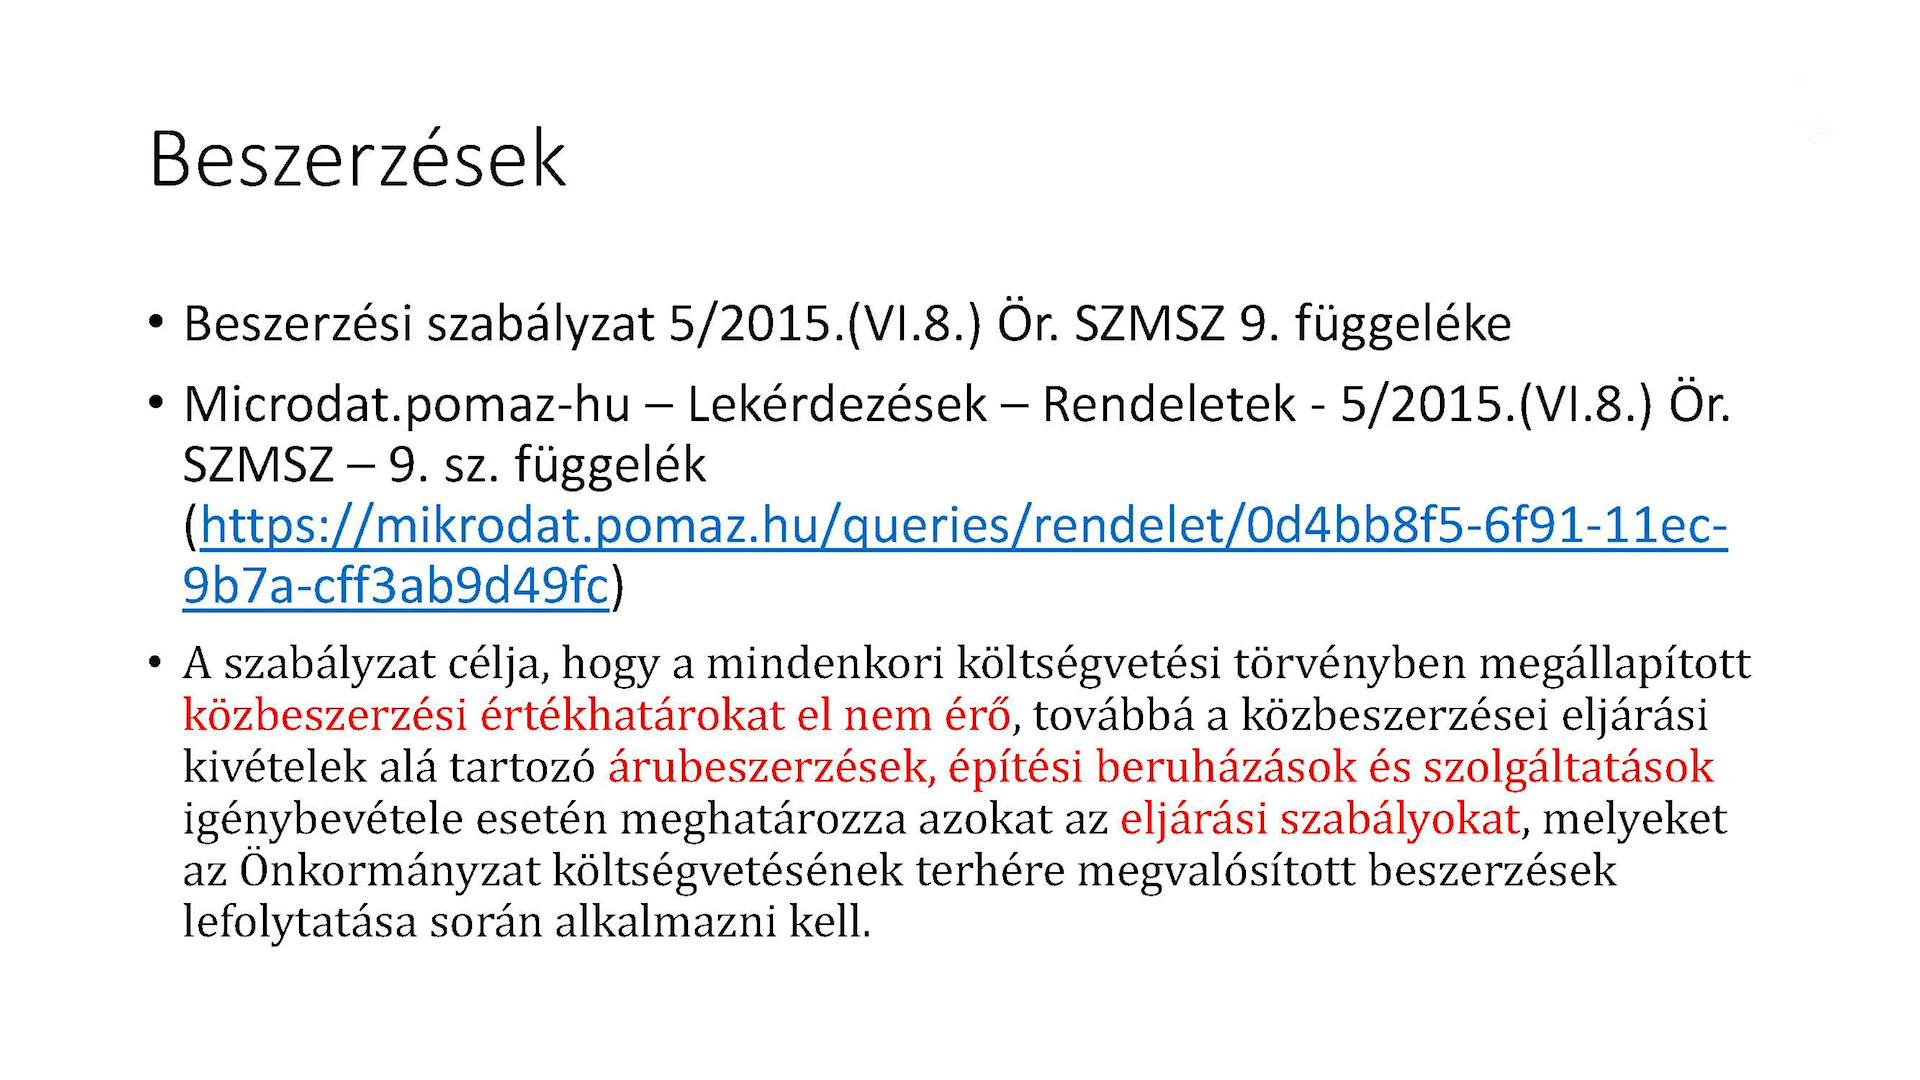 Beszerzések
• Beszerzési szabályzat 5/2015.(VI.8.) Ör. SZMSZ 9. függeléke
• Microdat.pomaz-hu – Lekérdezések – Rendeletek - 5/2015.(VI.8.) Ör.
SZMSZ – 9. sz. függelék
(https://mikrodat.pomaz.hu/queries/rendelet/0d4bb8f5-6f91-11ec-
9b7a-cff3ab9d49fc)
• A szabályzat célja, hogy a mindenkori költségvetési törvényben megállapított
közbeszerzési értékhatárokat el nem érő, továbbá a közbeszerzései eljárási
kivételek alá tartozó árubeszerzések, építési beruházások és szolgáltatások
igénybevétele esetén meghatározza azokat az eljárási szabályokat, melyeket
az Önkormányzat költségvetésének terhére megvalósított beszerzések
lefolytatása során alkalmazni kell.